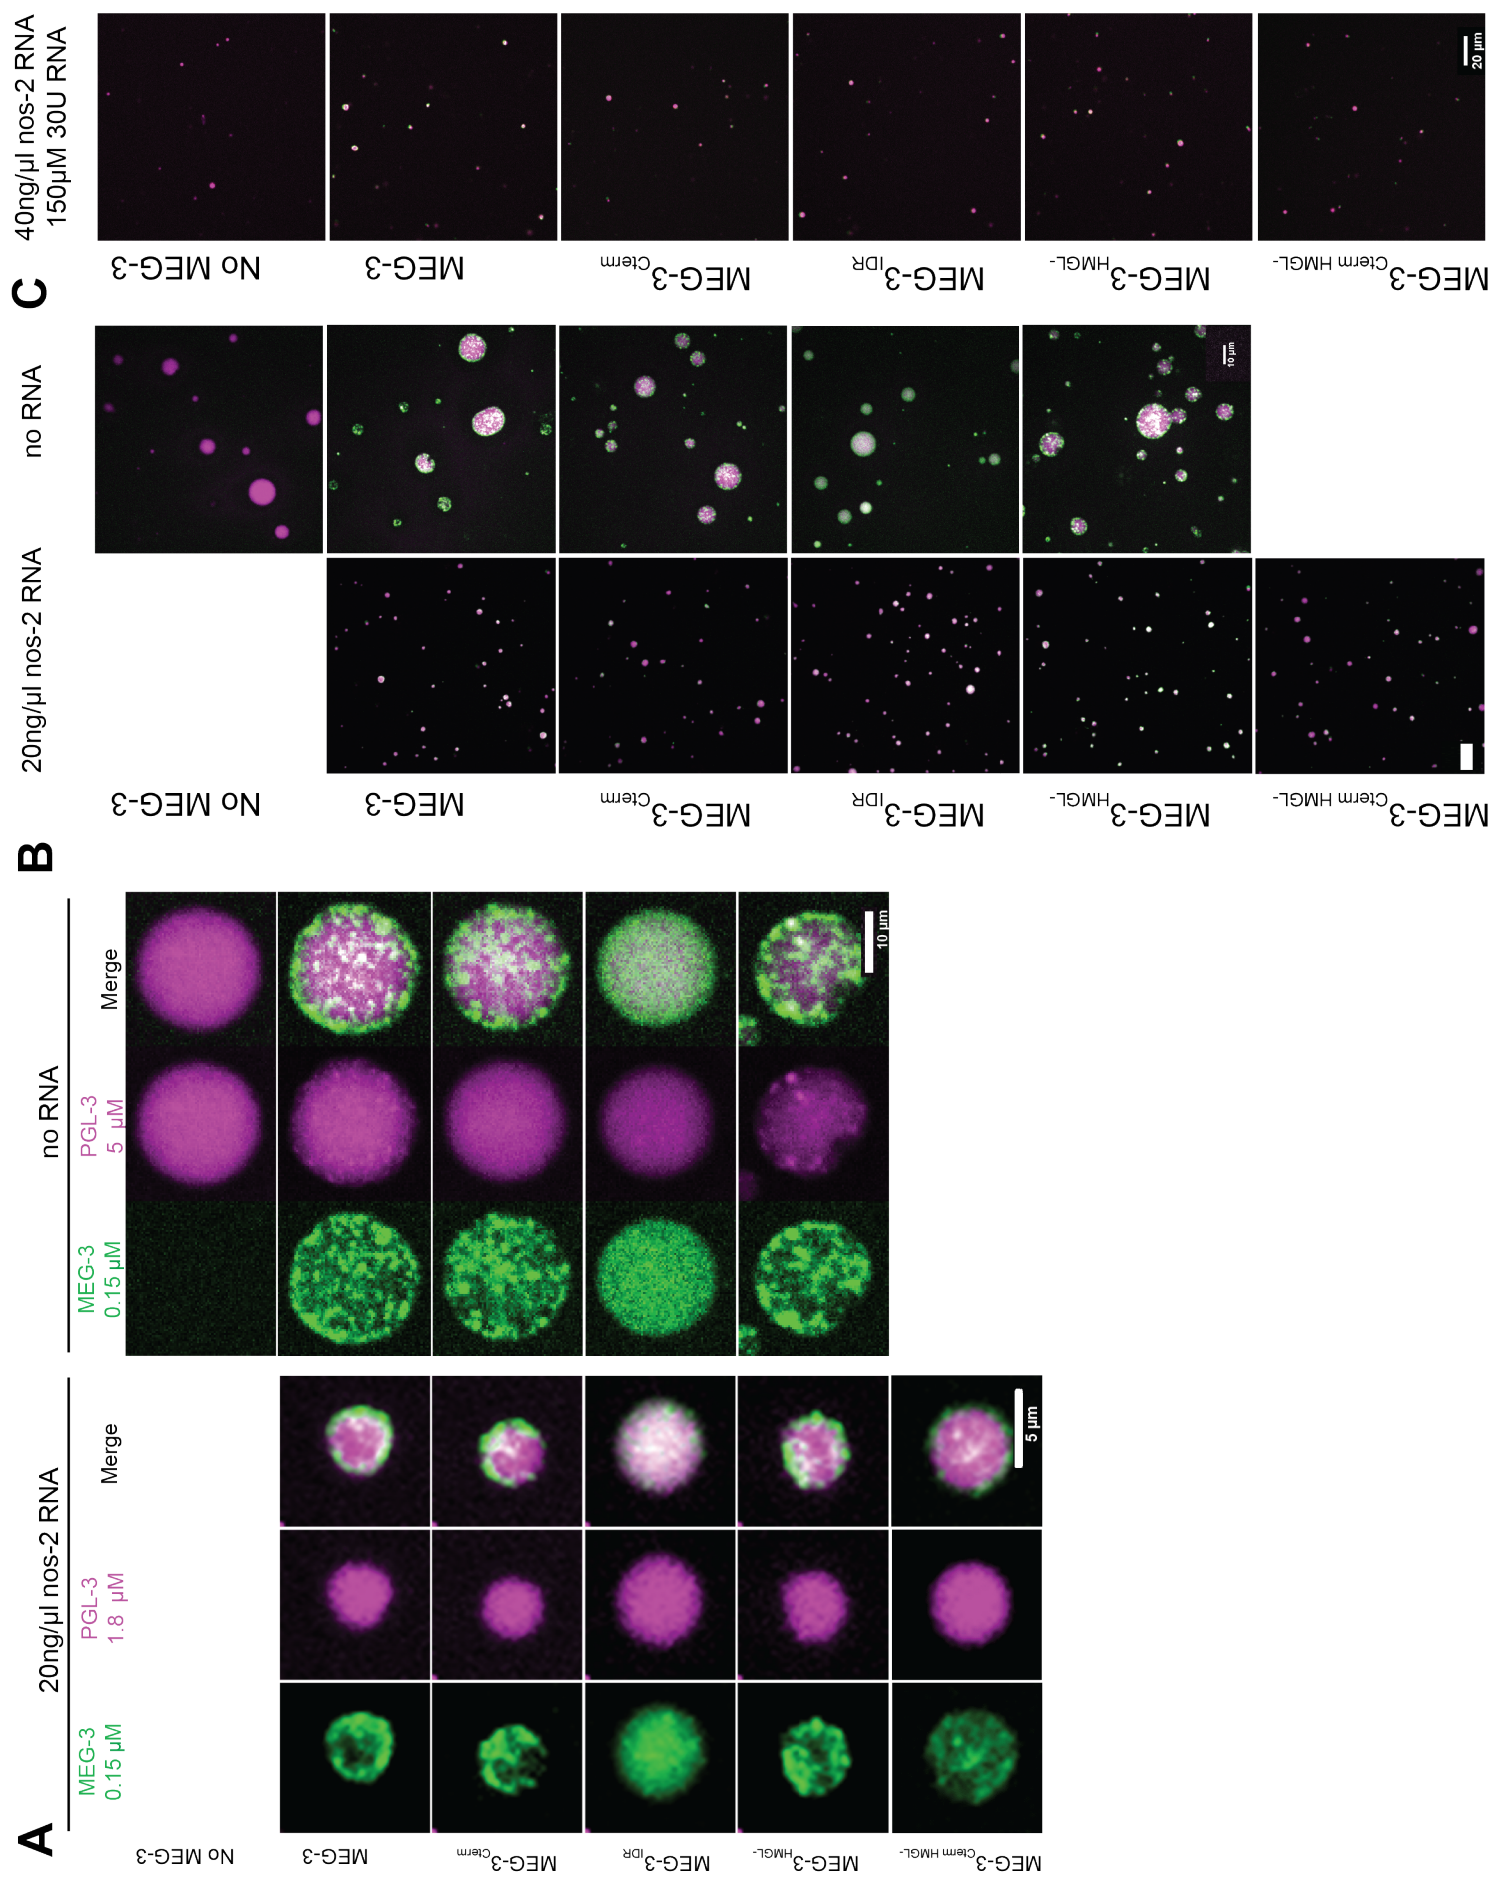 A
20ng/µl nos-2 RNA
no RNA
MEG-3
0.15 µM
PGL-3
1.8 µM
Merge
MEG-3
0.15 µM
PGL-3
5 µM
Merge
No MEG-3
MEG-3
MEG-3Cterm
MEG-3IDR
MEG-3HMGL-
MEG-3Cterm HMGL-
5 µm
10 µm
B
20ng/µl nos-2 RNA
no RNA
No MEG-3
MEG-3
MEG-3Cterm
MEG-3IDR
MEG-3HMGL-
MEG-3Cterm HMGL-
10 µm
C
40ng/µl nos-2 RNA
150µM 30U RNA
No MEG-3
MEG-3
MEG-3Cterm
MEG-3IDR
MEG-3HMGL-
MEG-3Cterm HMGL-
20 µm